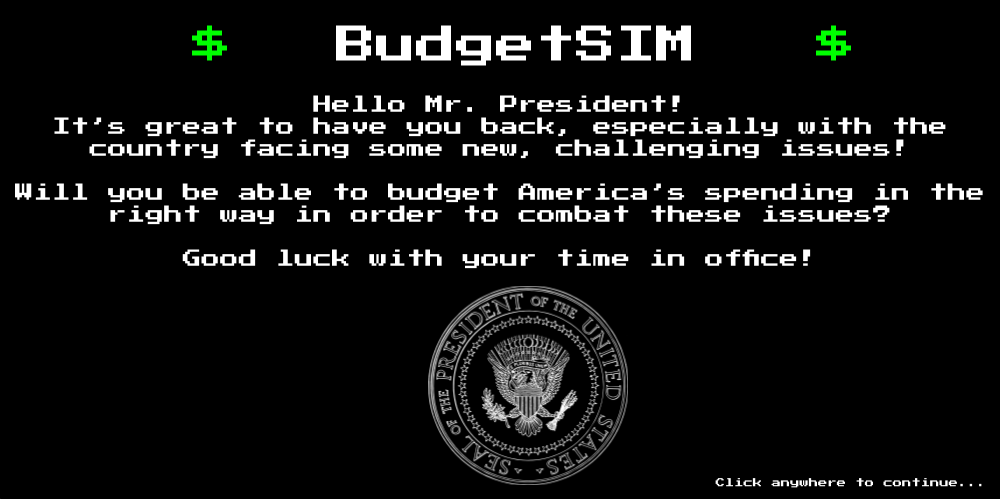 $ BudgetSIM $
Hello Mr. President!
It's great to have you back, especially with the
country facing some new, challenging issues!
Will you be able to budget America's spending in the
right way in order to combat these issues?
Good luck with your time in office!
SEAL OF THE PRESIDENT OF THE UNITED STATES
Click anywhere to continue...